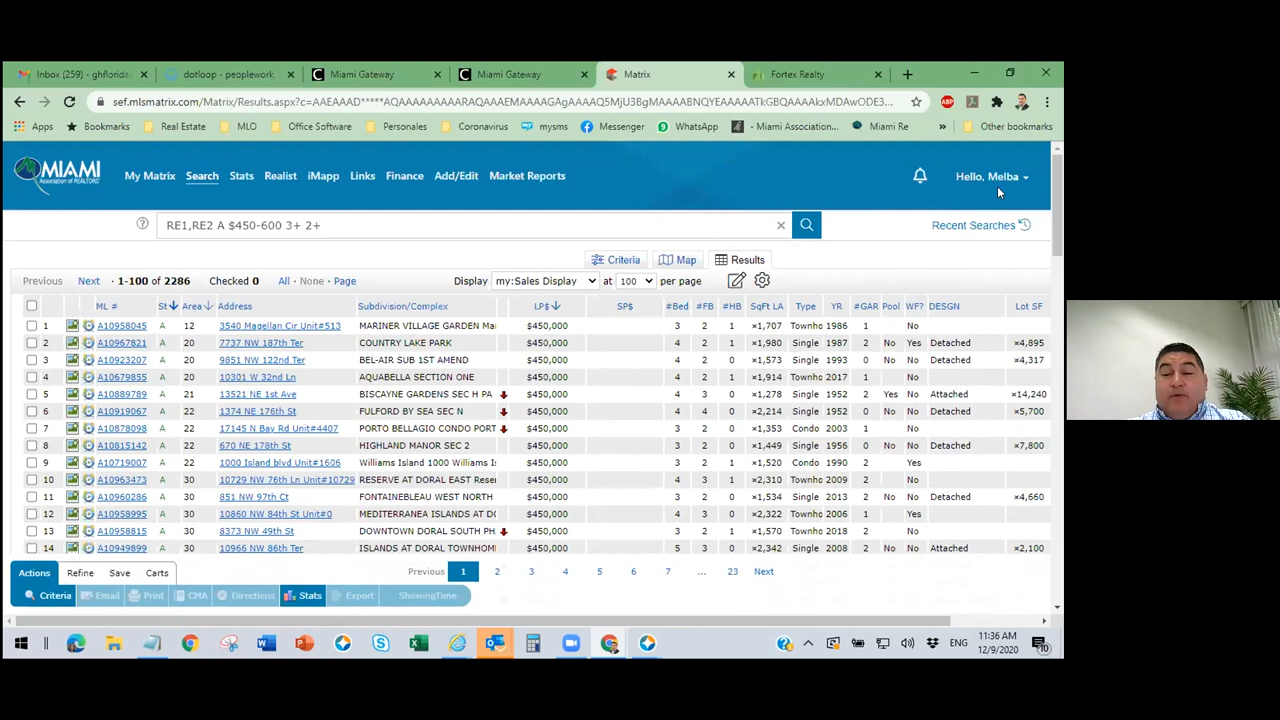 Inbox (259) - ghflorida dotloop - peoplework Miami Gateway Miami Gateway Matrix Fortex Realty
sef.mlsmatrix.com/Matrix/Results.aspx?c=AAEAAAD*****AQAAAAAAAAARAQAAAEMAAAAGAgAAAAQ5MjU3BgMAAAABNQYEAAAATkGBQAAAAkxMDAwODE3...
Apps Bookmarks Real Estate MLO Office Software Personales Coronavirus my mysms Messenger WhatsApp - Miami Association... Miami Re » Other bookmarks
MIAMI
Association of REALTORS®
My Matrix Search Stats Realist iMapp Links Finance Add/Edit Market Reports Hello, Melba
RE1,RE2 A $450-600 3+ 2+ Recent Searches
Criteria Map Results
Previous Next · 1-100 of 2286 Checked 0 All · None · Page Display my:Sales Display at 100 per page
ML # St Area Address Subdivision/Complex LP$ SP$ #Bed #FB #HB SqFt LA Type YR #GAR Pool WF? DESGN Lot SF
1 A10958045 A 12 3540 Magellan Cir Unit#513 MARINER VILLAGE GARDEN Mar $450,000 3 2 1 ×1,707 Townho 1986 1 No
2 A10967821 A 20 7737 NW 187th Ter COUNTRY LAKE PARK $450,000 4 2 1 ×1,980 Single 1987 2 No Yes Detached ×4,895
3 A10923207 A 20 9851 NW 122nd Ter BEL-AIR SUB 1ST AMEND $450,000 4 2 0 ×1,573 Single 1993 0 No No Detached ×4,317
4 A10679855 A 20 10301 W 32nd Ln AQUABELLA SECTION ONE $450,000 4 2 1 ×1,914 Townho 2017 1 No
5 A10889789 A 21 13521 NE 1st Ave BISCAYNE GARDENS SEC H PA $450,000 4 3 0 ×1,278 Single 1952 2 Yes No Attached ×14,240
6 A10919067 A 22 1374 NE 176th St FULFORD BY SEA SEC N $450,000 4 4 0 ×2,214 Single 1952 0 No No Detached ×5,700
7 A10878098 A 22 17145 N Bay Rd Unit#4407 PORTO BELLAGIO CONDO PORT $450,000 3 2 0 ×1,353 Condo 2003 1 No
8 A10815142 A 22 670 NE 178th St HIGHLAND MANOR SEC 2 $450,000 3 2 0 ×1,449 Single 1956 0 No No Detached ×7,800
9 A10719007 A 22 1000 Island blvd Unit#1606 Williams Island 1000 Williams Is $450,000 3 2 1 ×1,520 Condo 1990 2 Yes
10 A10963473 A 30 10729 NW 76th Ln Unit#10729 RESERVE AT DORAL EAST Reser $450,000 4 3 1 ×2,310 Townho 2009 2 No
11 A10960286 A 30 851 NW 97th Ct FONTAINEBLEAU WEST NORTH $450,000 3 2 0 ×1,534 Single 2013 2 No No Detached ×4,660
12 A10958995 A 30 10860 NW 84th St Unit#0 MEDITERRANEA ISLANDS AT DO $450,000 4 3 0 ×2,322 Townho 2006 1 Yes
13 A10958815 A 30 8373 NW 49th St DOWNTOWN DORAL SOUTH PH $450,000 3 2 1 ×1,570 Townho 2018 2 No
14 A10949899 A 30 10966 NW 86th Ter ISLANDS AT DORAL TOWNHOM $450,000 5 3 0 ×2,342 Single 2008 2 No No Attached ×2,100
Actions Refine Save Carts Previous 1 2 3 4 5 6 7 ... 23 Next
Criteria Email Print CMA Directions Stats Export ShowingTime
ENG 11:36 AM
12/9/2020 10